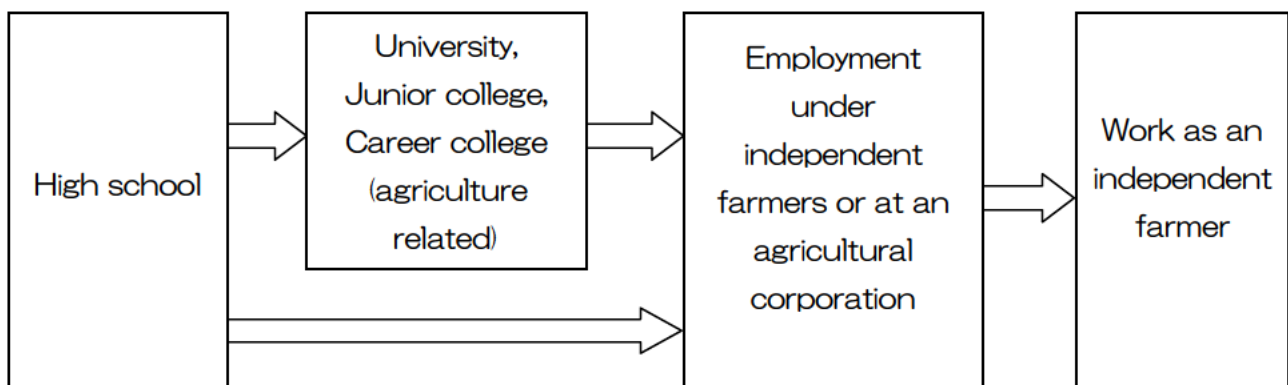 High school
University,
Junior college,
Career college
(agriculture
related)
Employment
under
independent
farmers or at an
agricultural
corporation
Work as an
independent
farmer